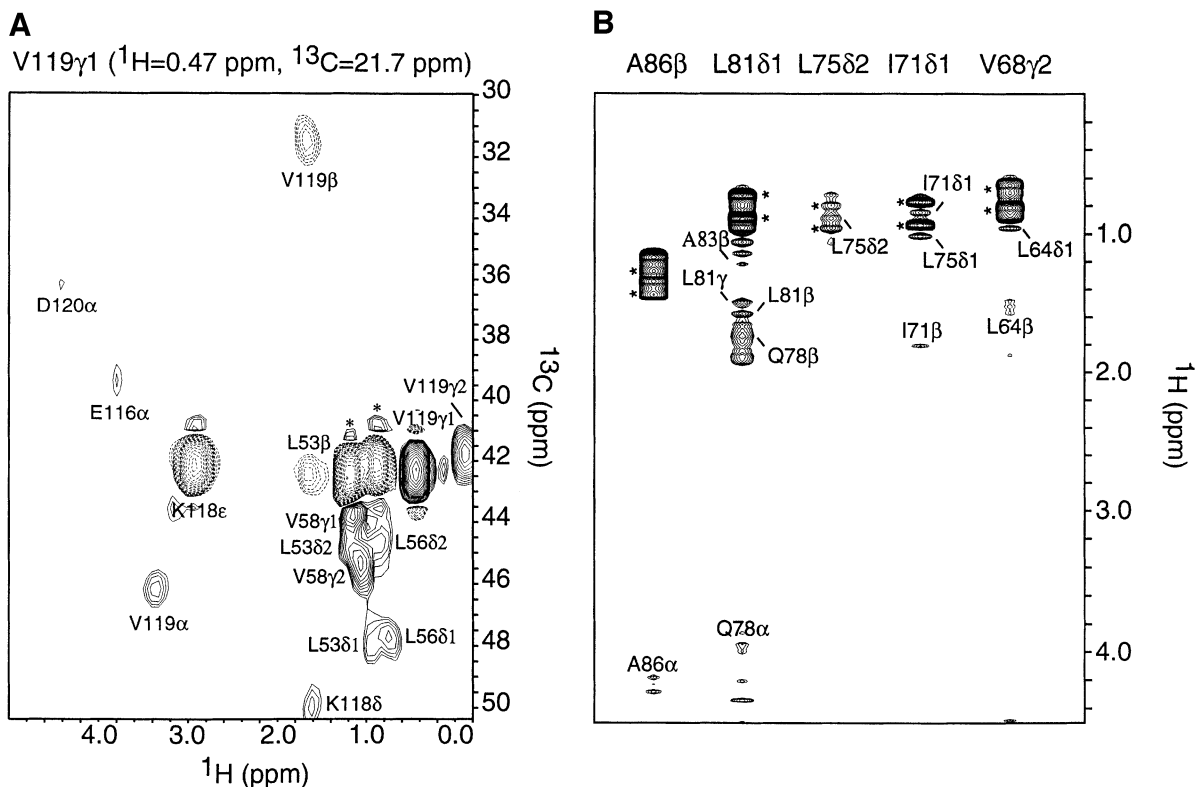 A
V119γ1 (¹H=0.47 ppm, ¹³C=21.7 ppm)
30
32
34
36
38
40
42
44
46
48
50
¹³C (ppm)
V119β
D120α
E116α
V119γ2
*
*
V119γ1
L53β
K118ε
V58γ1
L53δ2
L56δ2
V58γ2
V119α
L53δ1
L56δ1
K118δ
4.0 3.0 2.0 1.0 0.0
¹H (ppm)
B
A86β L81δ1 L75δ2 I71δ1 V68γ2
I71δ1
*
*
*
*
*
*
*
*
*
*
A83β
L75δ2
L75δ1
L64δ1
L81γ
L81β
I71β
L64β
Q78β
Q78α
A86α
1.0
2.0
3.0
4.0
¹H (ppm)